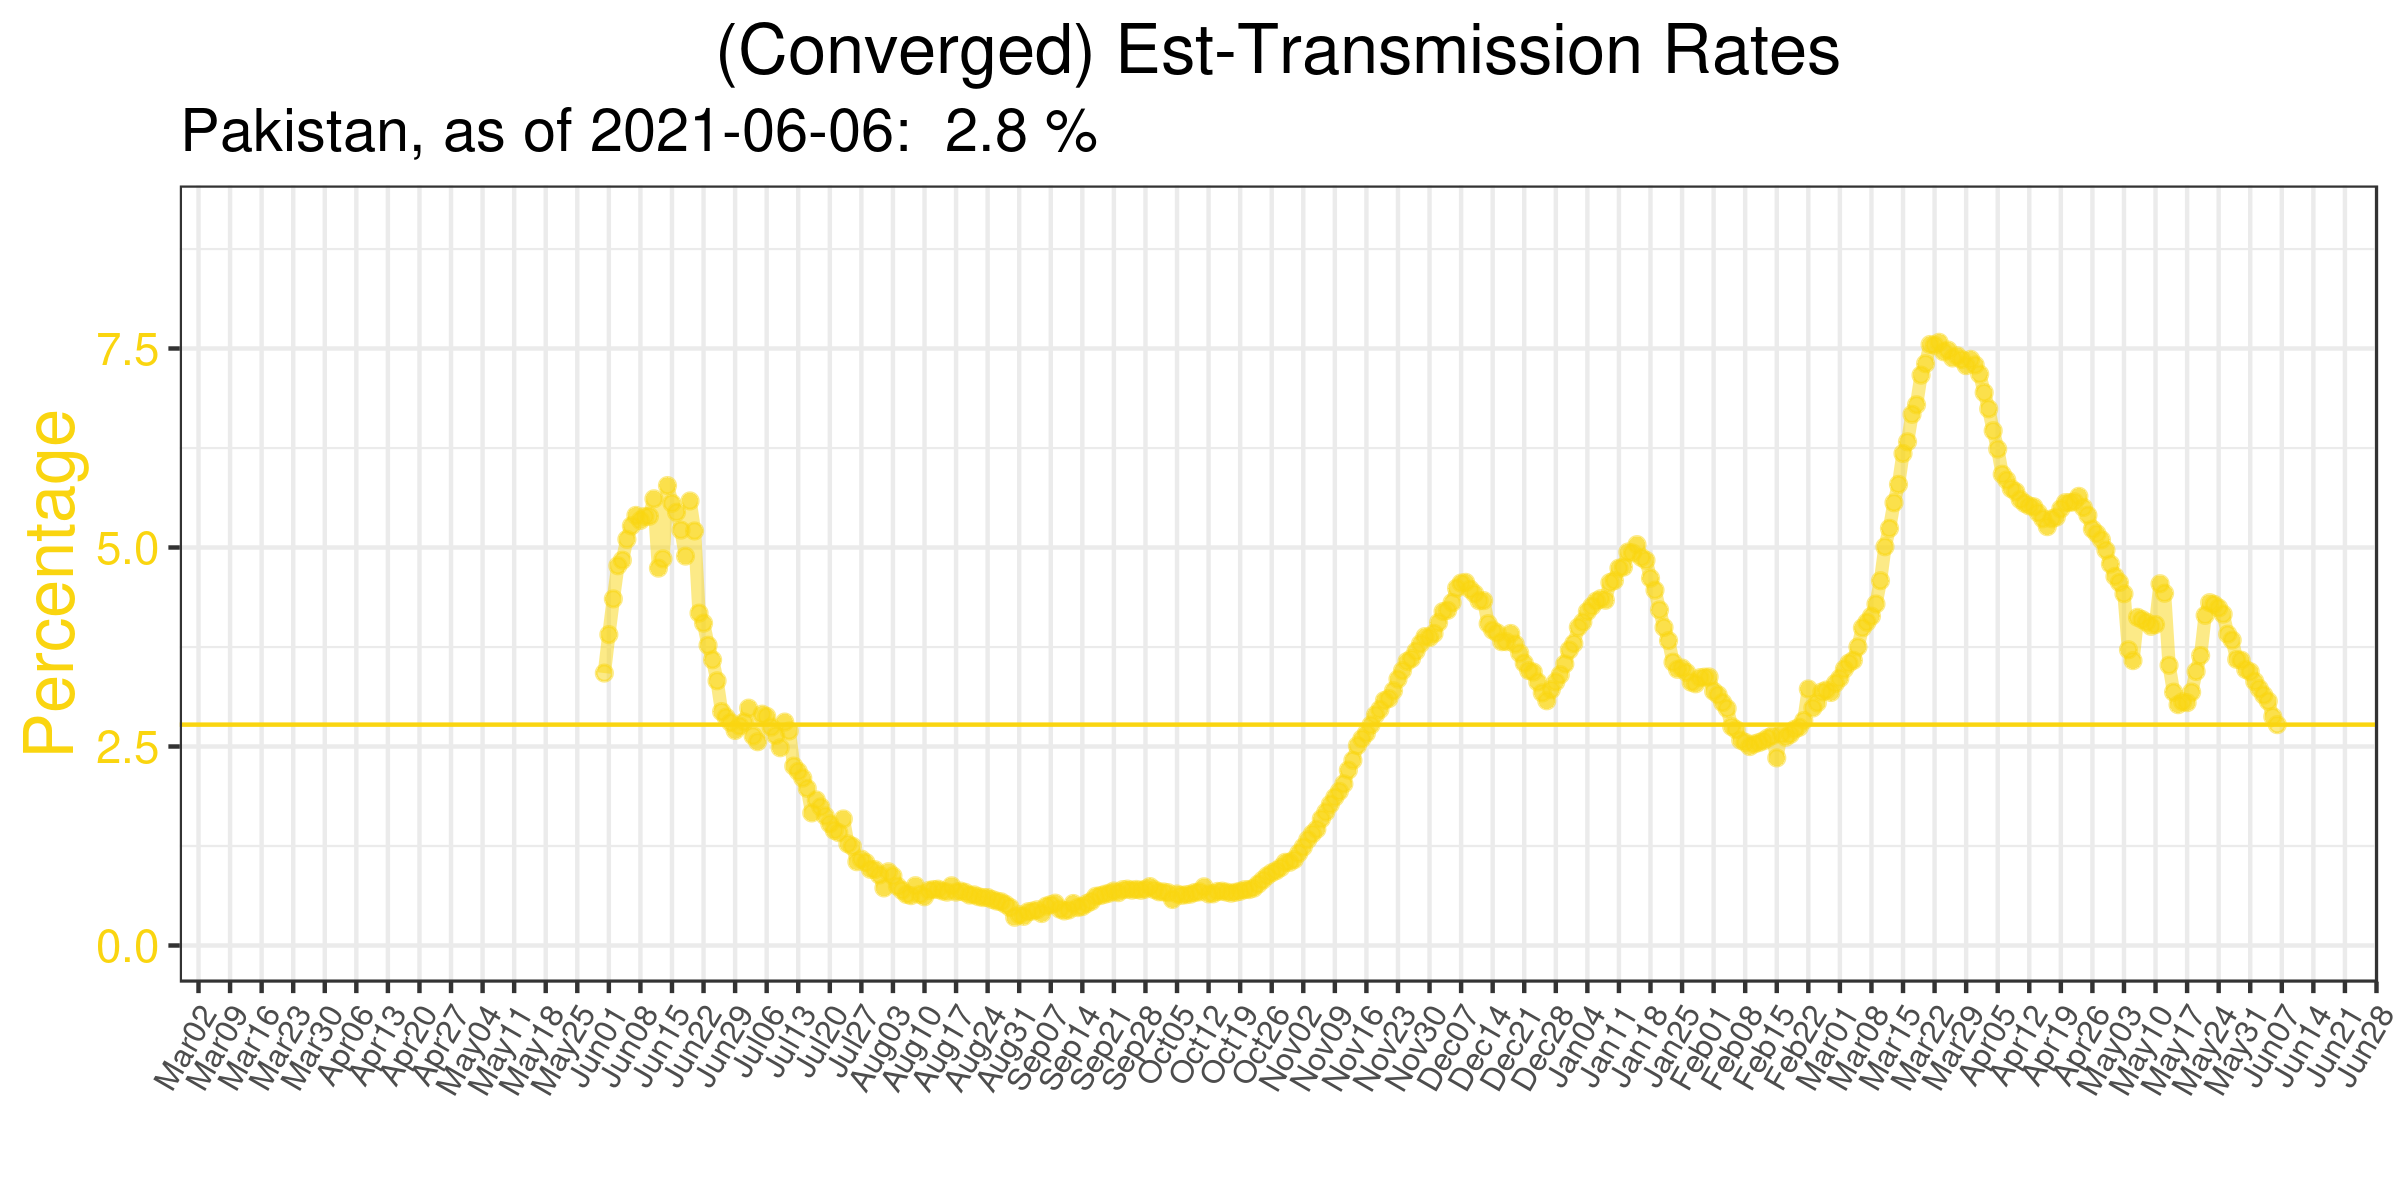 (Converged) Est-Transmission Rates
Pakistan, as of 2021-06-06: 2.8 %
Percentage
7.5
5.0
2.5
0.0
Mar02
Mar09
Mar16
Mar23
Mar30
Apr06
Apr13
Apr20
Apr27
May04
May11
May18
May25
Jun01
Jun08
Jun15
Jun22
Jun29
Jul06
Jul13
Jul20
Jul27
Aug03
Aug10
Aug17
Aug24
Aug31
Sep07
Sep14
Sep21
Sep28
Oct05
Oct12
Oct19
Oct26
Nov02
Nov09
Nov16
Nov23
Nov30
Dec07
Dec14
Dec21
Dec28
Jan04
Jan11
Jan18
Jan25
Feb01
Feb08
Feb15
Feb22
Mar01
Mar08
Mar15
Mar22
Mar29
Apr05
Apr12
Apr19
Apr26
May03
May10
May17
May24
May31
Jun07
Jun14
Jun21
Jun28